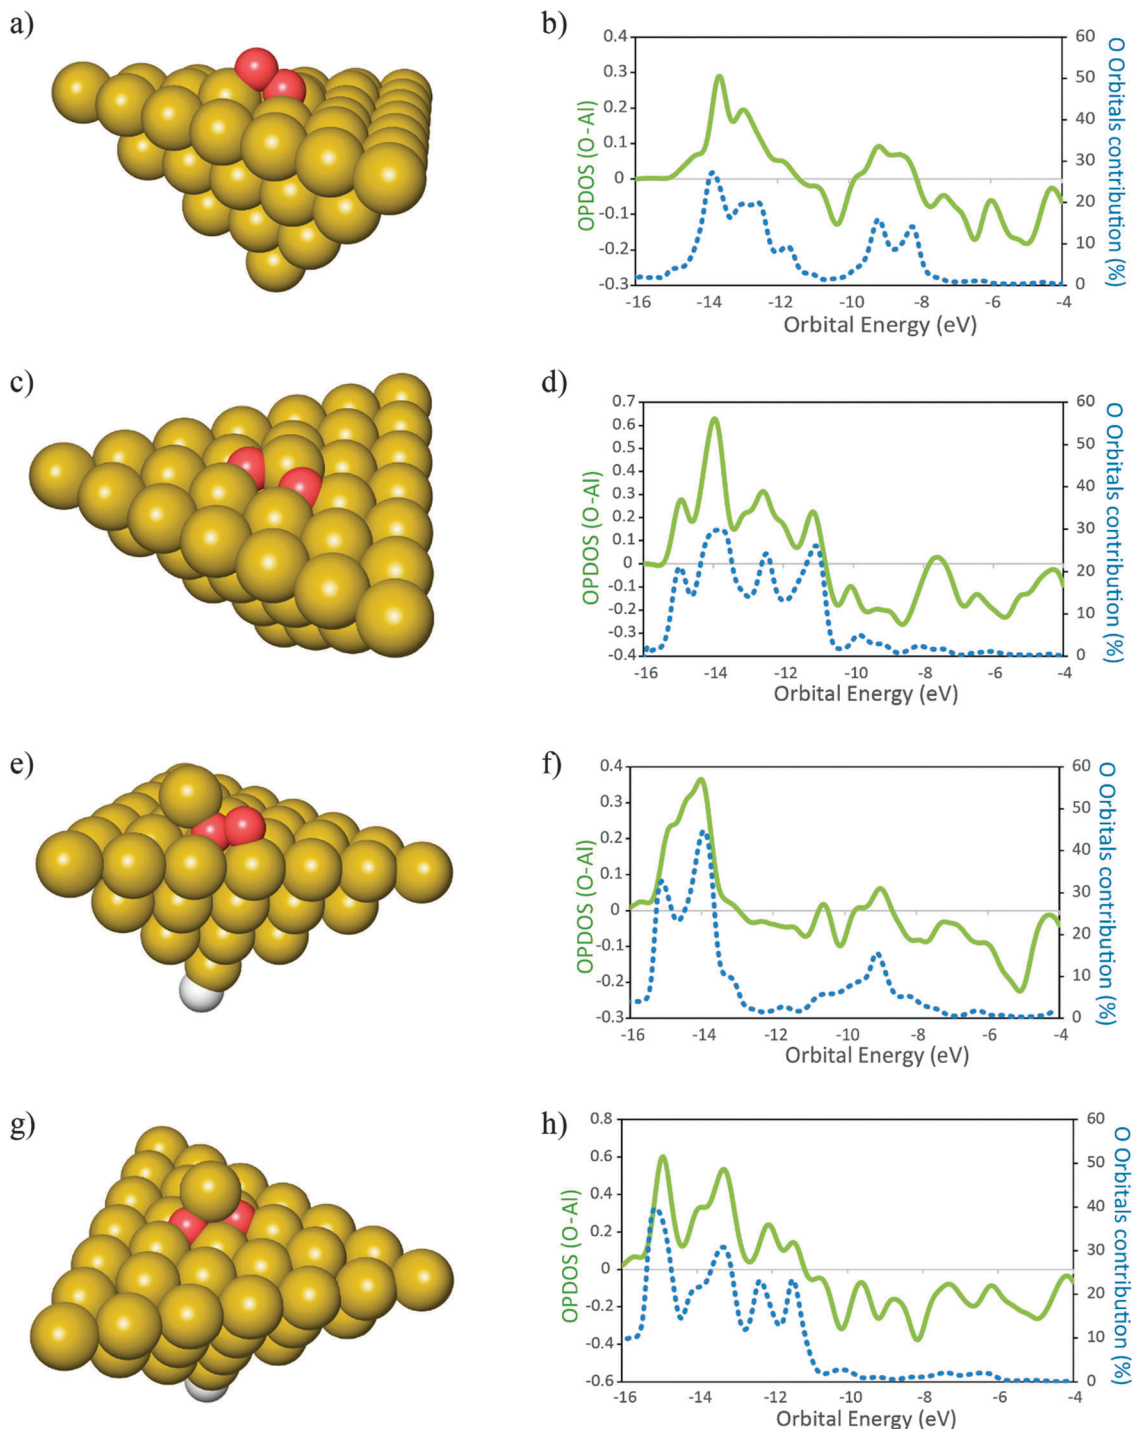 a)
b)
0.4
0.3
0.2
0.1
0
-0.1
-0.2
-0.3
OPDOS (O-Al)
60
50
40
30
20
10
0
O Orbitals contribution (%)
-16 -14 -12 -10 -8 -6 -4
Orbital Energy (eV)
c)
d)
0.7
0.6
0.5
0.4
0.3
0.2
0.1
0
-0.1
-0.2
-0.3
-0.4
OPDOS (O-Al)
60
50
40
30
20
10
0
O Orbitals contribution (%)
-16 -14 -12 -10 -8 -6 -4
Orbital Energy (eV)
e)
f)
0.4
0.3
0.2
0.1
0
-0.1
-0.2
-0.3
OPDOS (O-Al)
60
50
40
30
20
10
0
O Orbitals contribution (%)
-16 -14 -12 -10 -8 -6 -4
Orbital Energy (eV)
g)
h)
0.8
0.6
0.4
0.2
0
-0.2
-0.4
-0.6
OPDOS (O-Al)
60
50
40
30
20
10
0
O Orbitals contribution (%)
-16 -14 -12 -10 -8 -6 -4
Orbital Energy (eV)